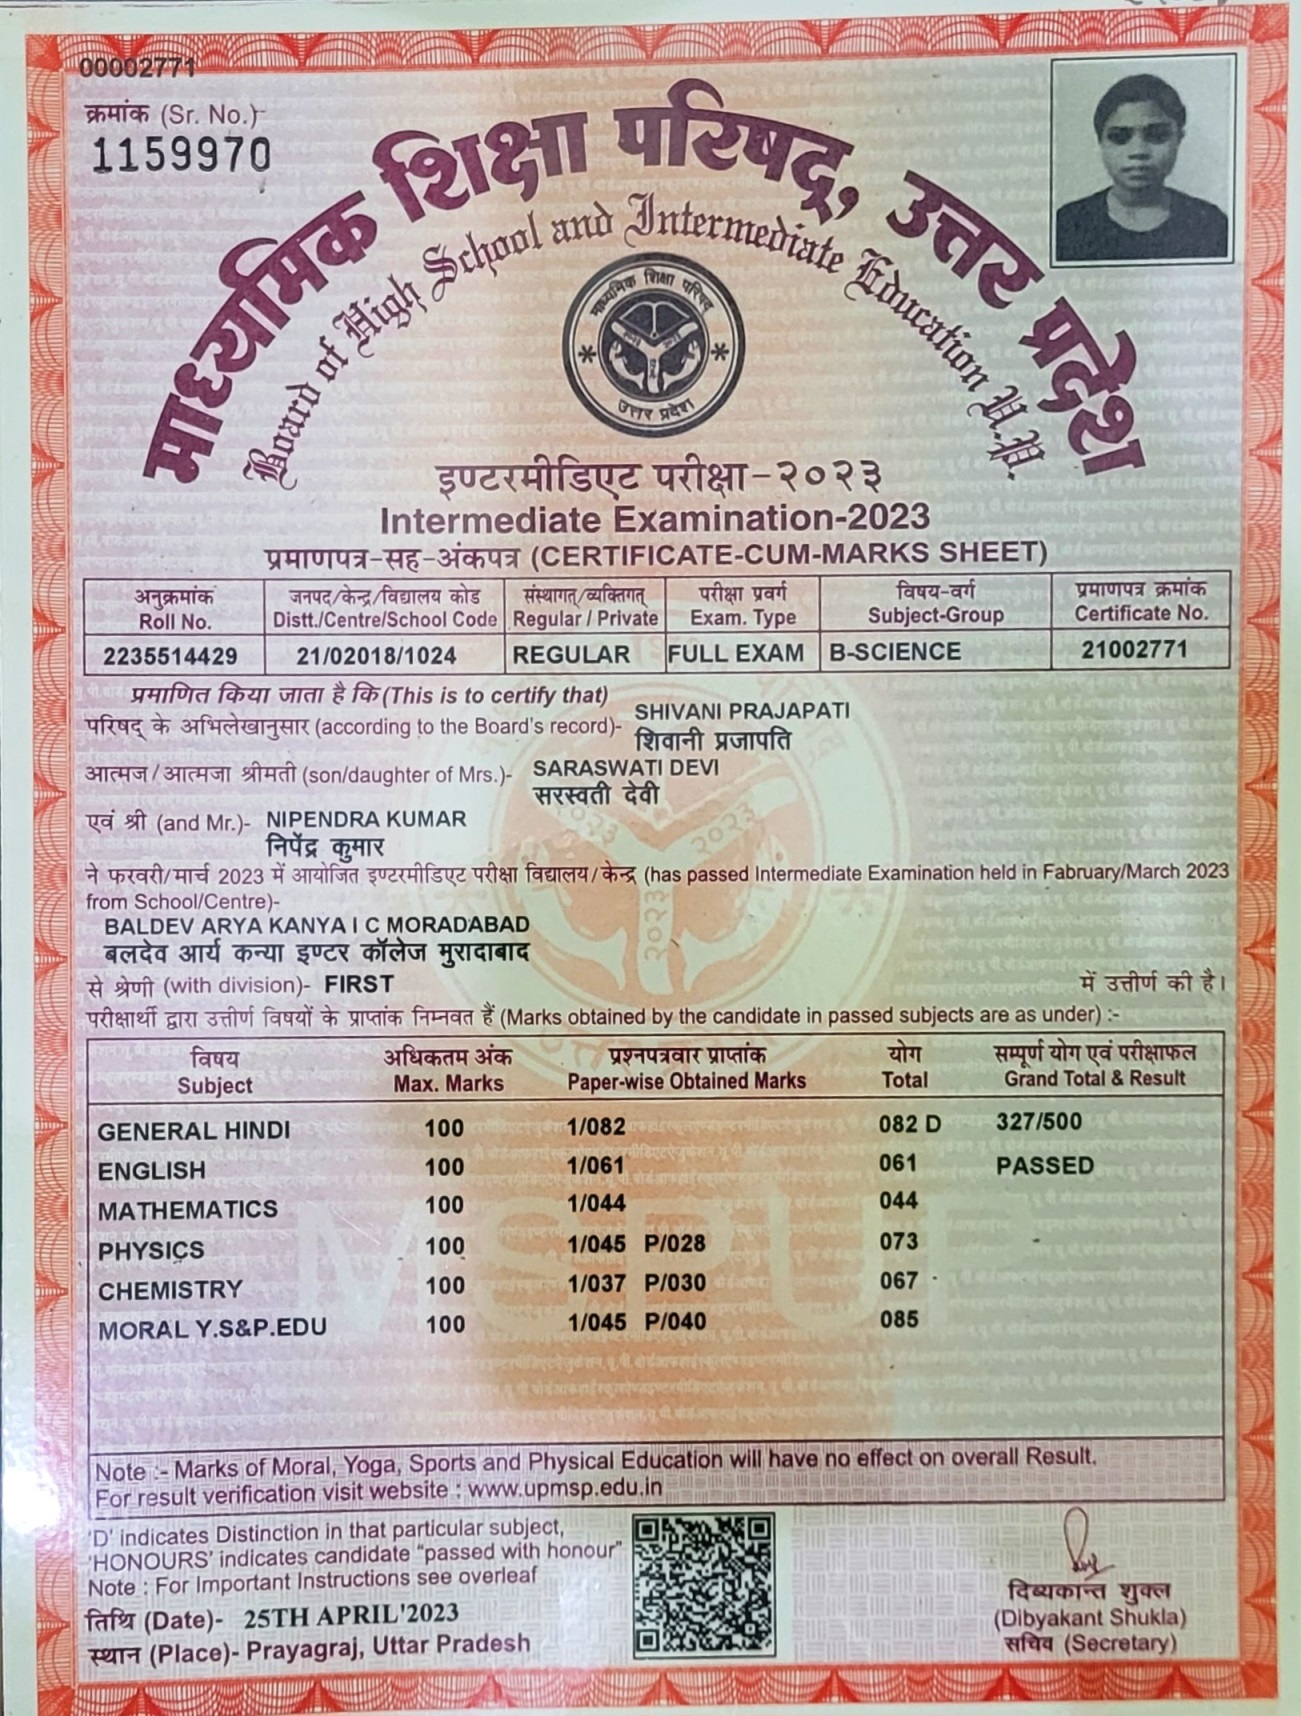 00002771
क्रमांक (Sr. No.)-
1159970
माध्यमिक शिक्षा परिषद्, उत्तर प्रदेश
Board of High School and Intermediate Education U.P.
माध्यमिक शिक्षा परिषद
उत्तर प्रदेश
इण्टरमीडिएट परीक्षा-२०२३
Intermediate Examination-2023
प्रमाणपत्र-सह-अंकपत्र (CERTIFICATE-CUM-MARKS SHEET)
अनुक्रमांक जनपद/केन्द्र/विद्यालय कोड संस्थागत्/व्यक्तिगत् परीक्षा प्रवर्ग विषय-वर्ग प्रमाणपत्र क्रमांक
Roll No. Distt./Centre/School Code Regular / Private Exam. Type Subject-Group Certificate No.
2235514429 21/02018/1024 REGULAR FULL EXAM B-SCIENCE 21002771
प्रमाणित किया जाता है कि (This is to certify that)
परिषद् के अभिलेखानुसार (according to the Board's record)- SHIVANI PRAJAPATI
शिवानी प्रजापति
आत्मज/आत्मजा श्रीमती (son/daughter of Mrs.)- SARASWATI DEVI
सरस्वती देवी
एवं श्री (and Mr.)- NIPENDRA KUMAR
निपेंद्र कुमार
ने फरवरी/मार्च 2023 में आयोजित इण्टरमीडिएट परीक्षा विद्यालय/केन्द्र (has passed Intermediate Examination held in Fabruary/March 2023
from School/Centre)-
BALDEV ARYA KANYA I C MORADABAD
बलदेव आर्य कन्या इण्टर कॉलेज मुरादाबाद
से श्रेणी (with division)- FIRST में उत्तीर्ण की है।
परीक्षार्थी द्वारा उत्तीर्ण विषयों के प्राप्तांक निम्नवत हैं (Marks obtained by the candidate in passed subjects are as under) :-
विषय अधिकतम अंक प्रश्नपत्रवार प्राप्तांक योग सम्पूर्ण योग एवं परीक्षाफल
Subject Max. Marks Paper-wise Obtained Marks Total Grand Total & Result
GENERAL HINDI 100 1/082 082 D 327/500
ENGLISH 100 1/061 061 PASSED
MATHEMATICS 100 1/044 044
PHYSICS 100 1/045 P/028 073
CHEMISTRY 100 1/037 P/030 067
MORAL Y.S&P.EDU 100 1/045 P/040 085
Note :- Marks of Moral, Yoga, Sports and Physical Education will have no effect on overall Result.
For result verification visit website : www.upmsp.edu.in
'D' indicates Distinction in that particular subject,
'HONOURS' indicates candidate "passed with honour"
Note : For Important Instructions see overleaf
तिथि (Date)- 25TH APRIL'2023
स्थान (Place)- Prayagraj, Uttar Pradesh
दिब्यकान्त शुक्ल
(Dibyakant Shukla)
सचिव (Secretary)